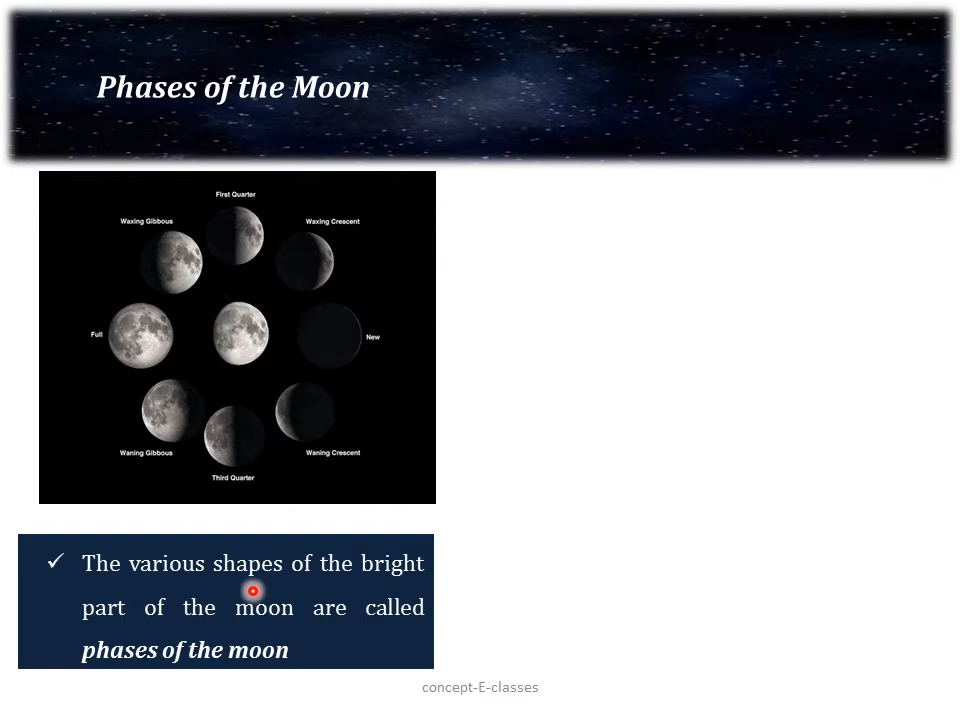 Phases of the Moon
First Quarter
Waxing Gibbous
Waxing Crescent
Full
New
Waning Gibbous
Waning Crescent
Third Quarter
✓ The various shapes of the bright
part of the moon are called
phases of the moon
concept-E-classes